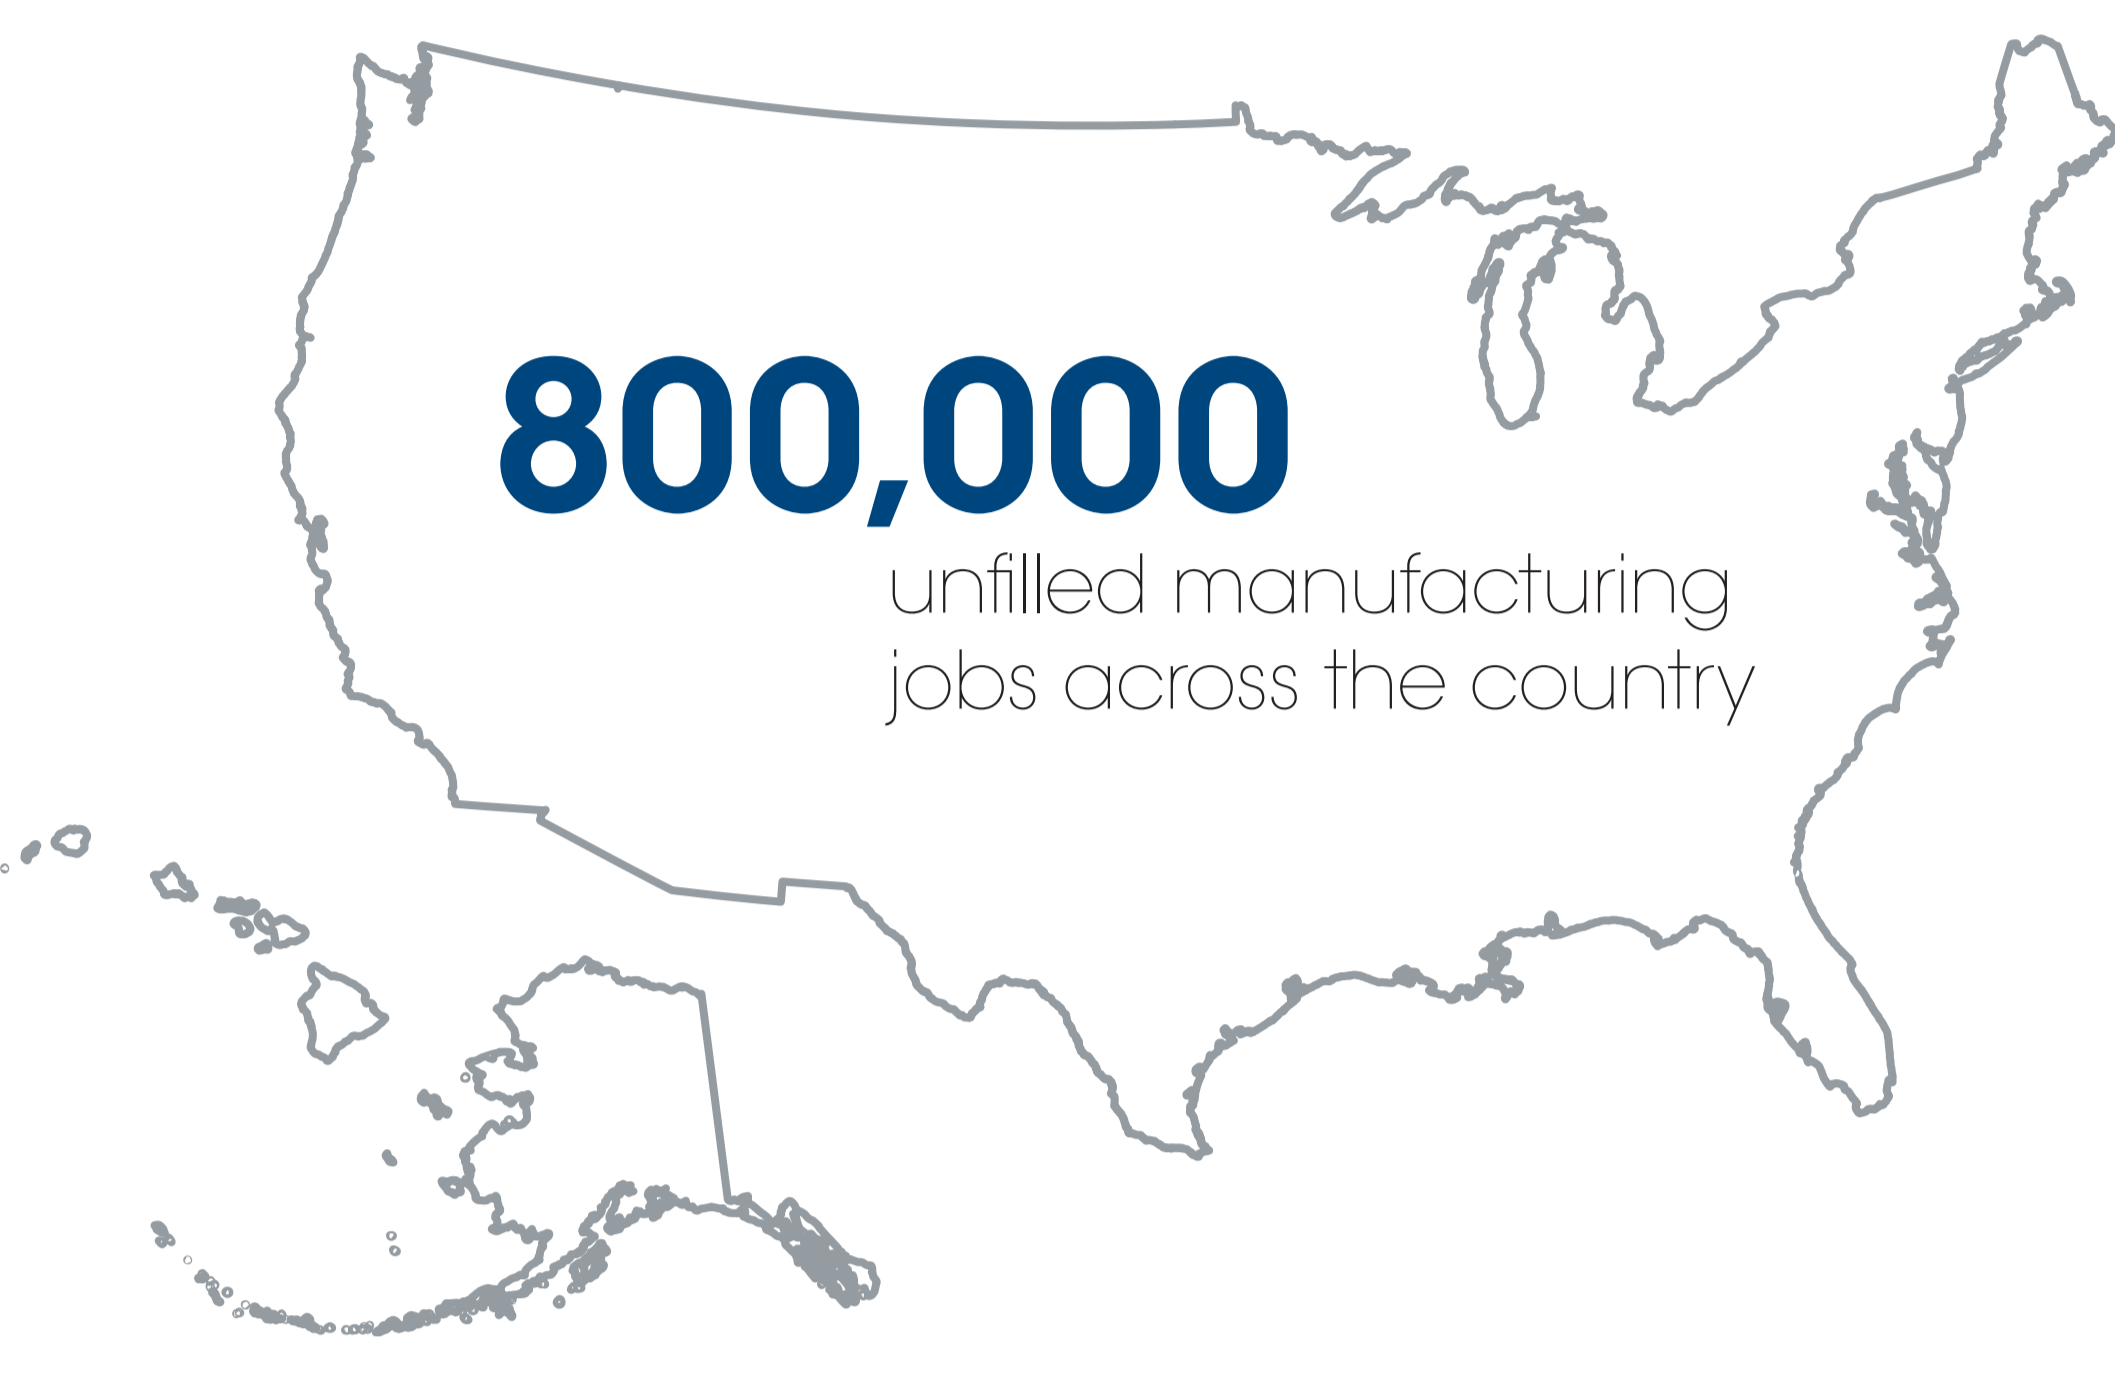 800,000
unfilled manufacturing
jobs across the country